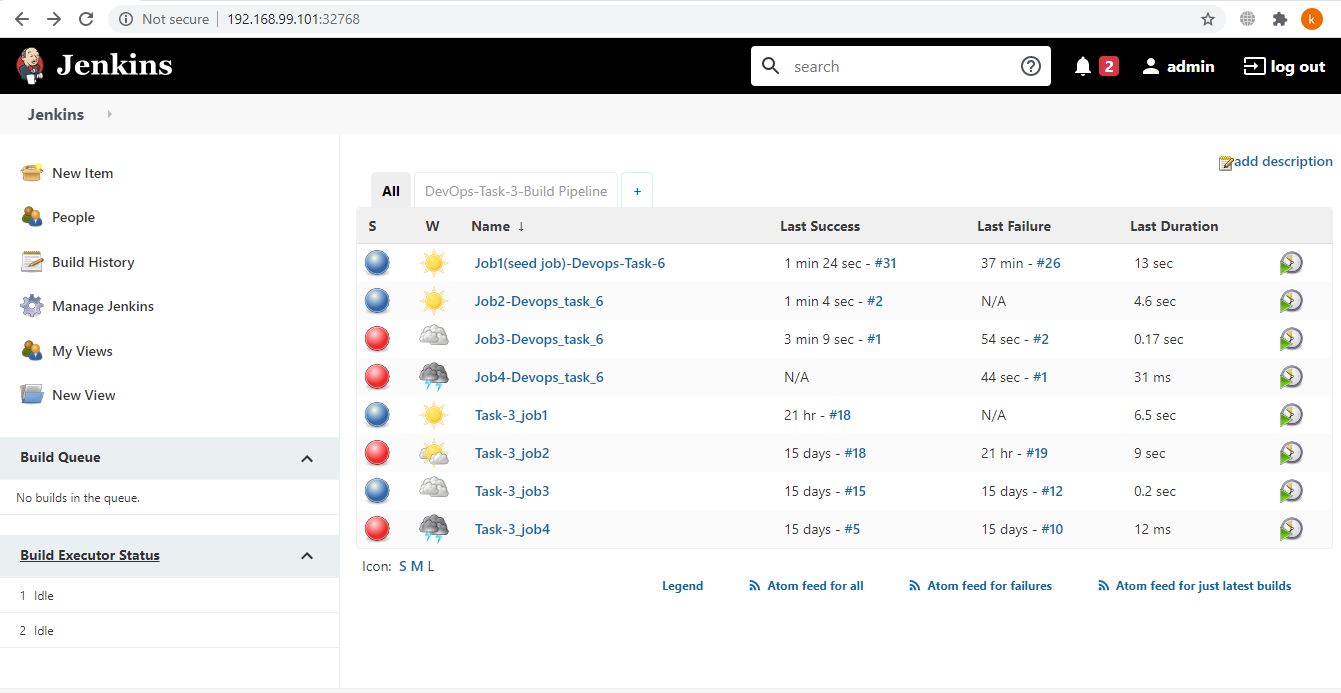 Not secure | 192.168.99.101:32768 k
Jenkins search 2 admin log out
Jenkins
New Item
People
Build History
Manage Jenkins
My Views
New View
Build Queue
No builds in the queue.
Build Executor Status
1 Idle
2 Idle
add description
All DevOps-Task-3-Build Pipeline +
S W Name ↓ Last Success Last Failure Last Duration
Job1(seed job)-Devops-Task-6 1 min 24 sec - #31 37 min - #26 13 sec
Job2-Devops_task_6 1 min 4 sec - #2 N/A 4.6 sec
Job3-Devops_task_6 3 min 9 sec - #1 54 sec - #2 0.17 sec
Job4-Devops_task_6 N/A 44 sec - #1 31 ms
Task-3_job1 21 hr - #18 N/A 6.5 sec
Task-3_job2 15 days - #18 21 hr - #19 9 sec
Task-3_job3 15 days - #15 15 days - #12 0.2 sec
Task-3_job4 15 days - #5 15 days - #10 12 ms
Icon: S M L
Legend Atom feed for all Atom feed for failures Atom feed for just latest builds